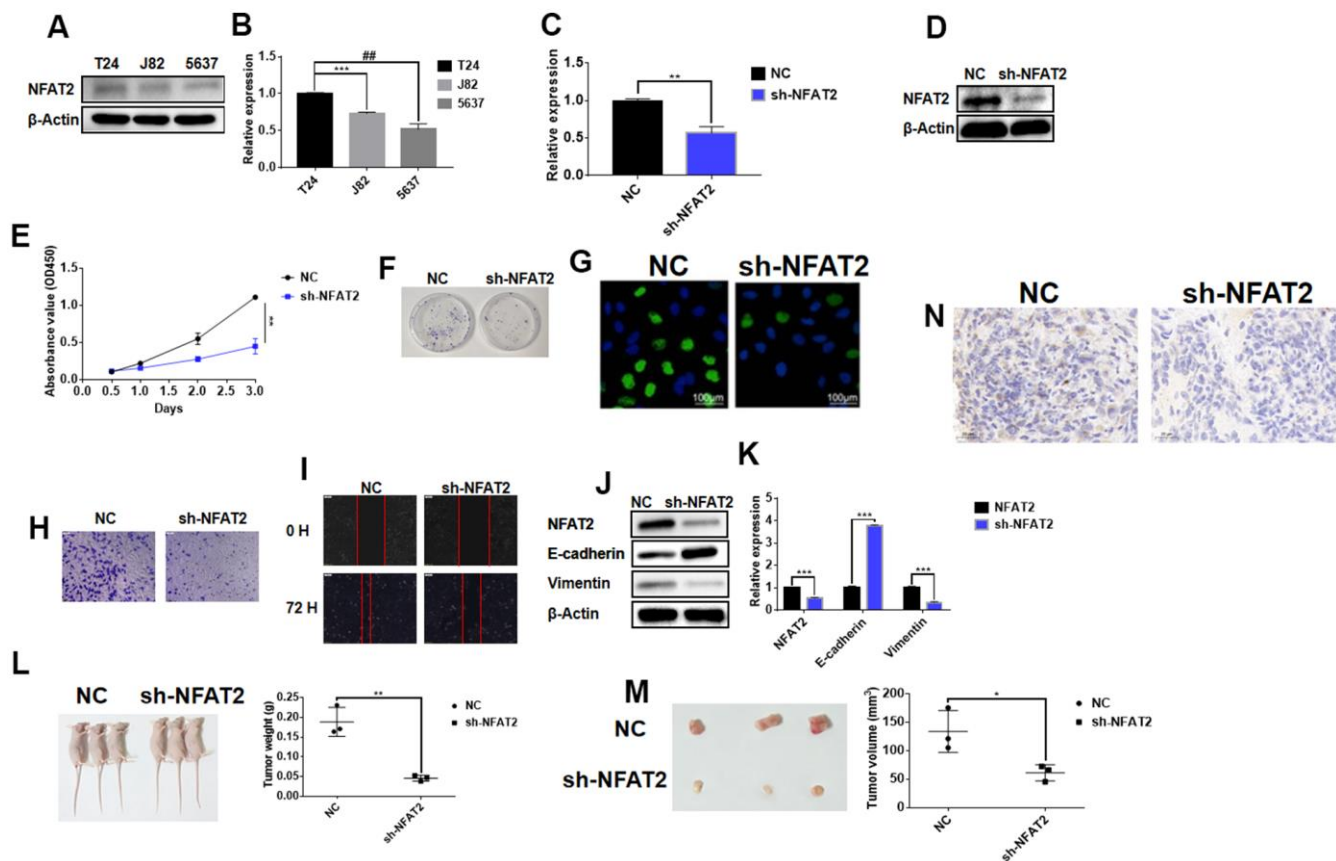 A
T24 J82 5637
NFAT2
β-Actin
B
Relative expression
1.5
1.0
0.5
0.0
##
***
T24
J82
5637
T24
J82
5637
C
Relative expression
1.5
1.0
0.5
0.0
**
NC
sh-NFAT2
NC
sh-NFAT2
D
NC sh-NFAT2
NFAT2
β-Actin
E
Absorbance value (OD450)
1.5
1.0
0.5
0.0
0.0 0.5 1.0 2.0 3.0
Days
NC
sh-NFAT2
**
F
NC sh-NFAT2
G
NC sh-NFAT2
100μm 100μm
N
NC sh-NFAT2
H
NC sh-NFAT2
I
NC sh-NFAT2
0 H
72 H
J
NC sh-NFAT2
NFAT2
E-cadherin
Vimentin
β-Actin
K
Relative expression
5
4
3
2
1
0
***
***
***
NFAT2
sh-NFAT2
NFAT2
E-cadherin
Vimentin
L
NC sh-NFAT2
Tumor weight (g)
0.25
0.20
0.15
0.10
0.05
0.00
**
NC
sh-NFAT2
NC
sh-NFAT2
M
NC
sh-NFAT2
Tumor volume (mm³)
200
150
100
50
0
*
NC
sh-NFAT2
NC
sh-NFAT2